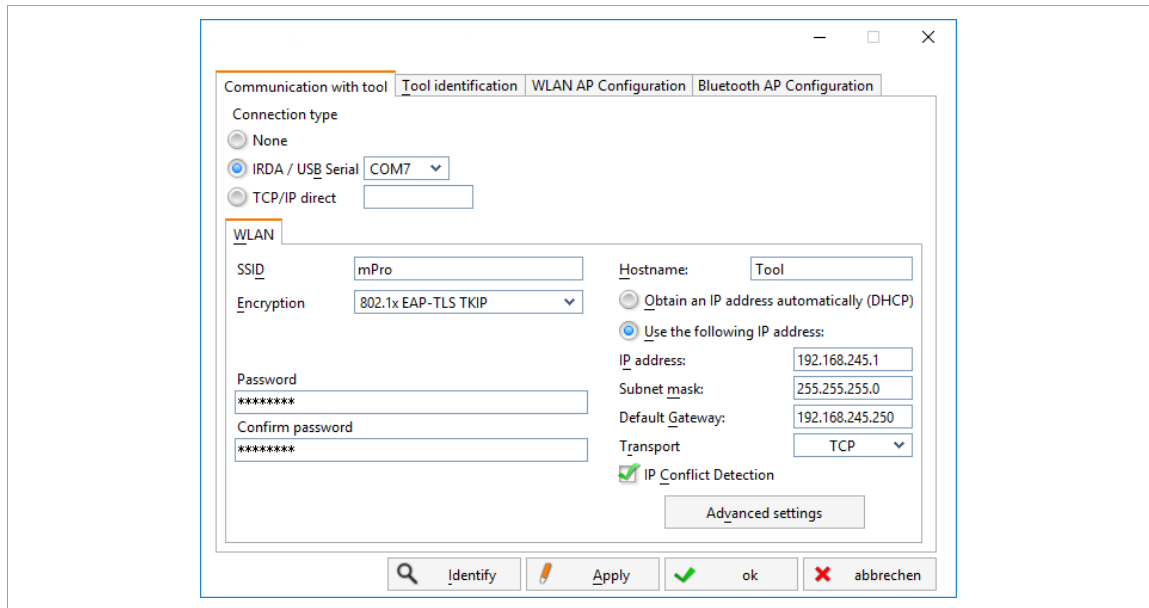 Communication with tool Tool identification WLAN AP Configuration Bluetooth AP Configuration
Connection type
None
IRDA / USB Serial COM7
TCP/IP direct
WLAN
SSID mPro
Encryption 802.1x EAP-TLS TKIP
Password
********
Confirm password
********
Hostname: Tool
Obtain an IP address automatically (DHCP)
Use the following IP address:
IP address: 192.168.245.1
Subnet mask: 255.255.255.0
Default Gateway: 192.168.245.250
Transport TCP
IP Conflict Detection
Advanced settings
Identify Apply ok abbrechen